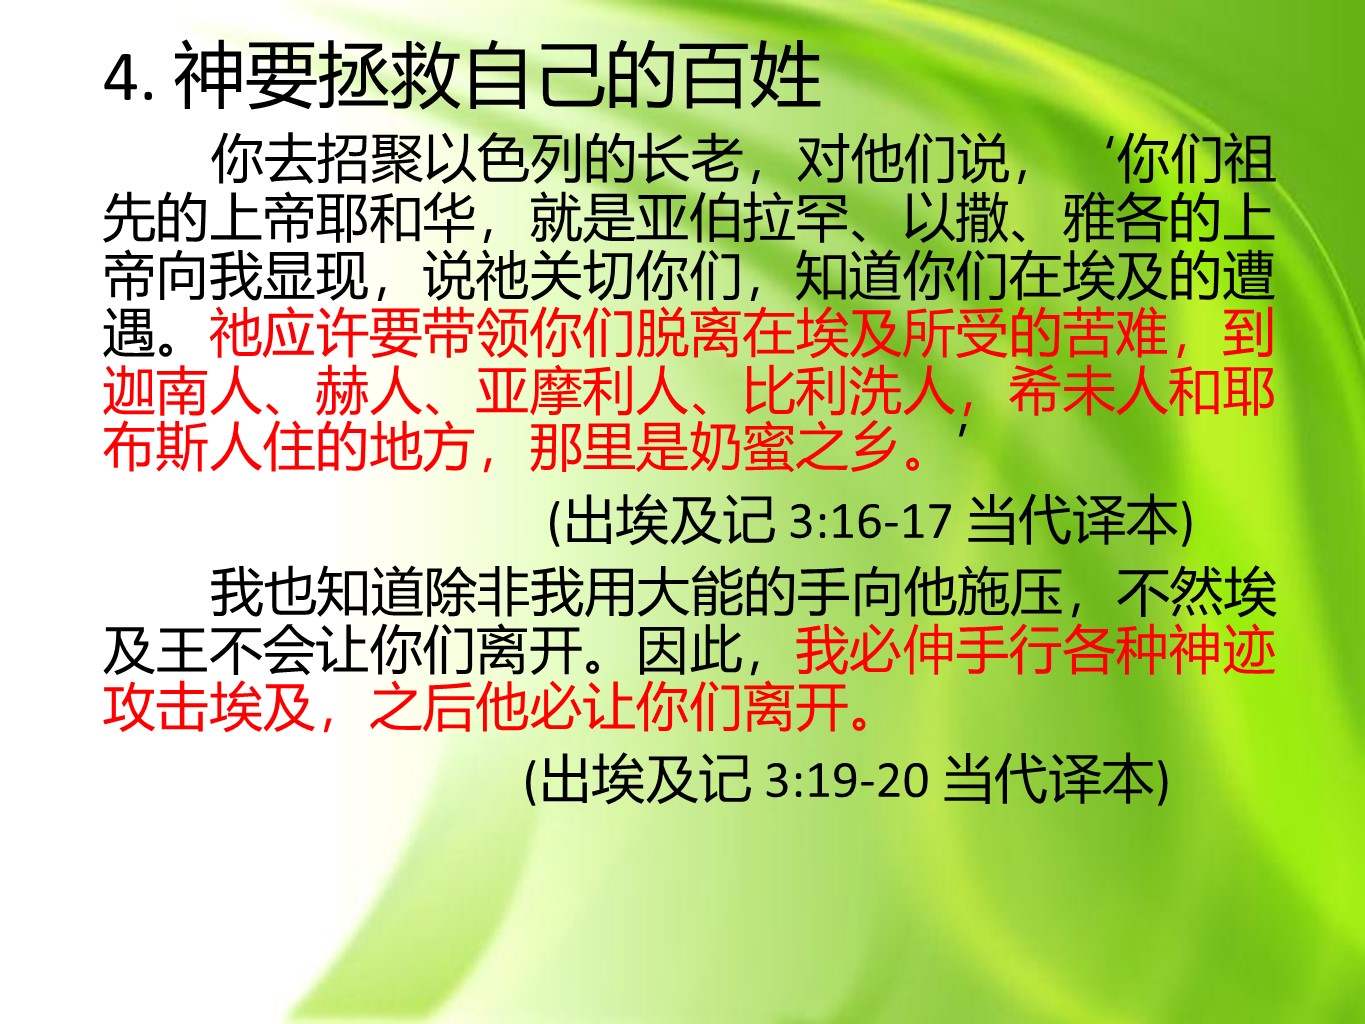 4. 神要拯救自己的百姓
你去招聚以色列的长老，对他们说，‘你们祖
先的上帝耶和华，就是亚伯拉罕、以撒、雅各的上
帝向我显现，说祂关切你们，知道你们在埃及的遭
遇。祂应许要带领你们脱离在埃及所受的苦难，到
迦南人、赫人、亚摩利人、比利洗人，希未人和耶
布斯人住的地方，那里是奶蜜之乡。’
(出埃及记 3:16-17 当代译本)
我也知道除非我用大能的手向他施压，不然埃
及王不会让你们离开。因此，我必伸手行各种神迹
攻击埃及，之后他必让你们离开。
(出埃及记 3:19-20 当代译本)